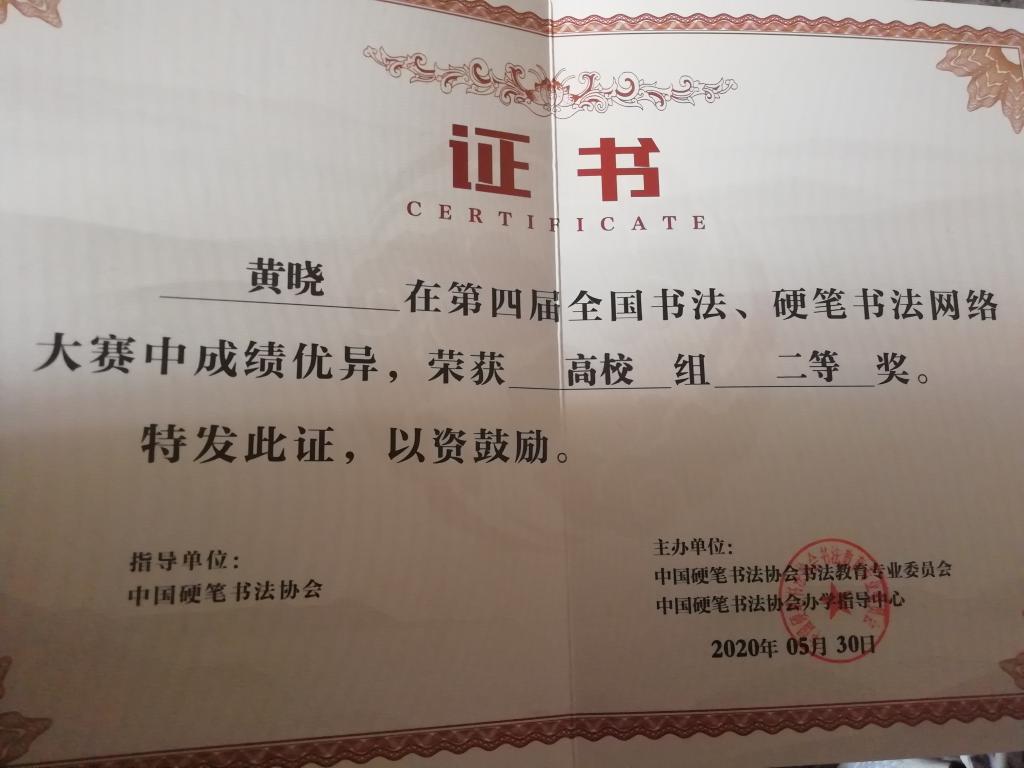 证书
CERTIFICATE
黄晓 在第四届全国书法、硬笔书法网络
大赛中成绩优异，荣获 高校 组 二等 奖。
特发此证，以资鼓励。
指导单位：
中国硬笔书法协会
主办单位：
中国硬笔书法协会书法教育专业委员会
中国硬笔书法协会办学指导中心
2020年 05月 30日